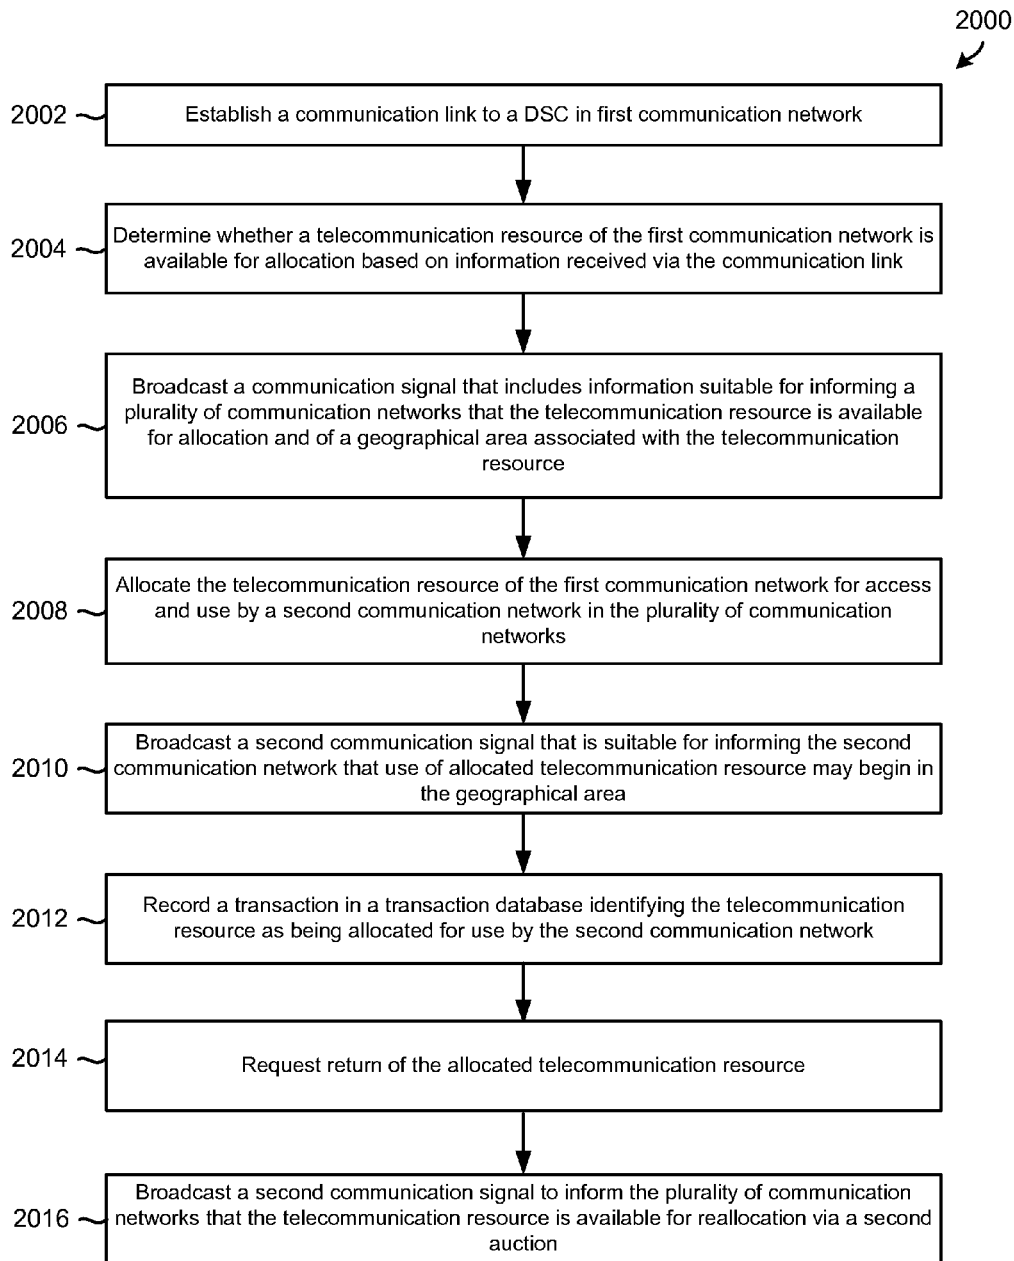 2000
2002
Establish a communication link to a DSC in first communication network
2004
Determine whether a telecommunication resource of the first communication network is
available for allocation based on information received via the communication link
2006
Broadcast a communication signal that includes information suitable for informing a
plurality of communication networks that the telecommunication resource is available
for allocation and of a geographical area associated with the telecommunication
resource
2008
Allocate the telecommunication resource of the first communication network for access
and use by a second communication network in the plurality of communication
networks
2010
Broadcast a second communication signal that is suitable for informing the second
communication network that use of allocated telecommunication resource may begin in
the geographical area
2012
Record a transaction in a transaction database identifying the telecommunication
resource as being allocated for use by the second communication network
2014
Request return of the allocated telecommunication resource
2016
Broadcast a second communication signal to inform the plurality of communication
networks that the telecommunication resource is available for reallocation via a second
auction